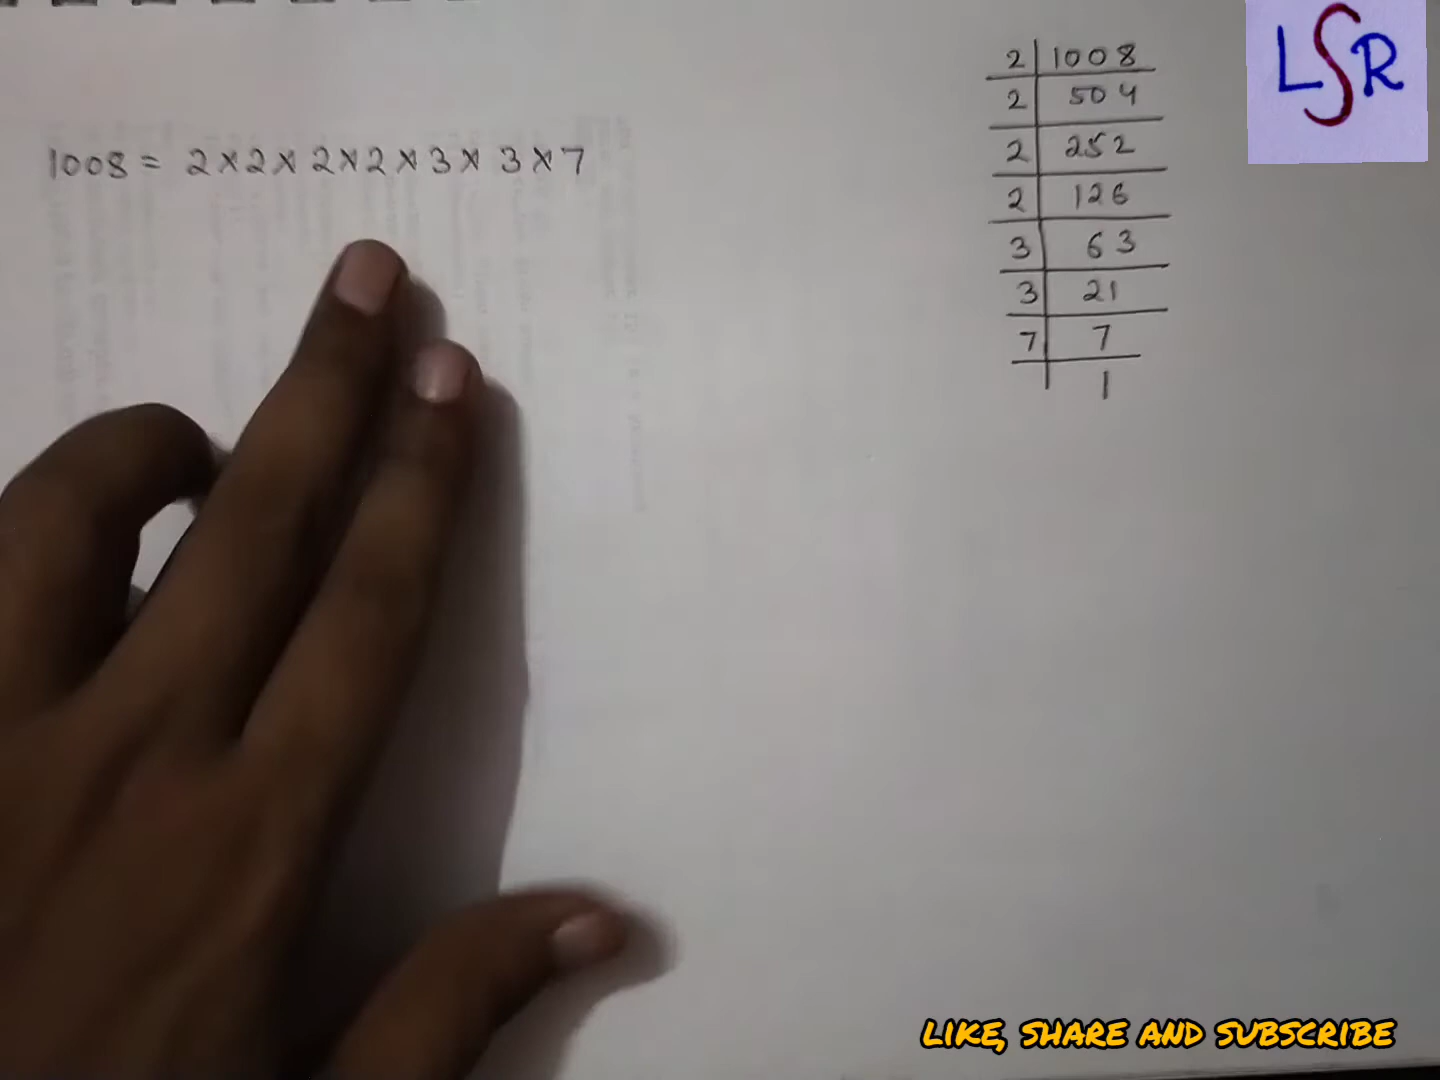 1008 = 2×2×2×2×3×3×7
2 | 1008
2 | 504
2 | 252
2 | 126
3 | 63
3 | 21
7 | 7
| 1
LSR
LIKE, SHARE AND SUBSCRIBE